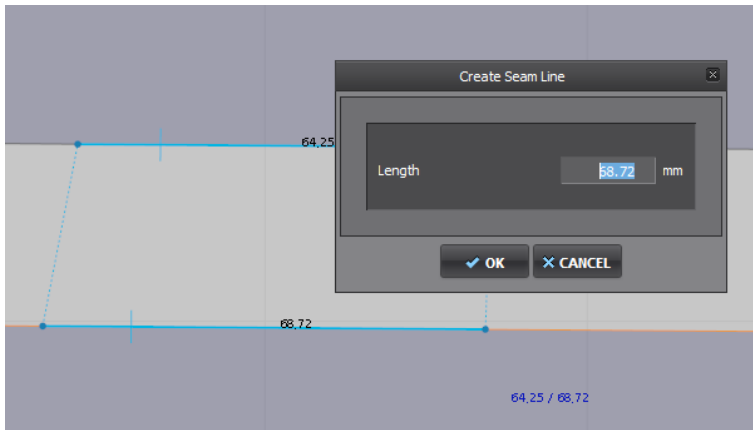 Create Seam Line
64,25
Length 68.72 mm
OK CANCEL
68,72
64,25 / 68,72